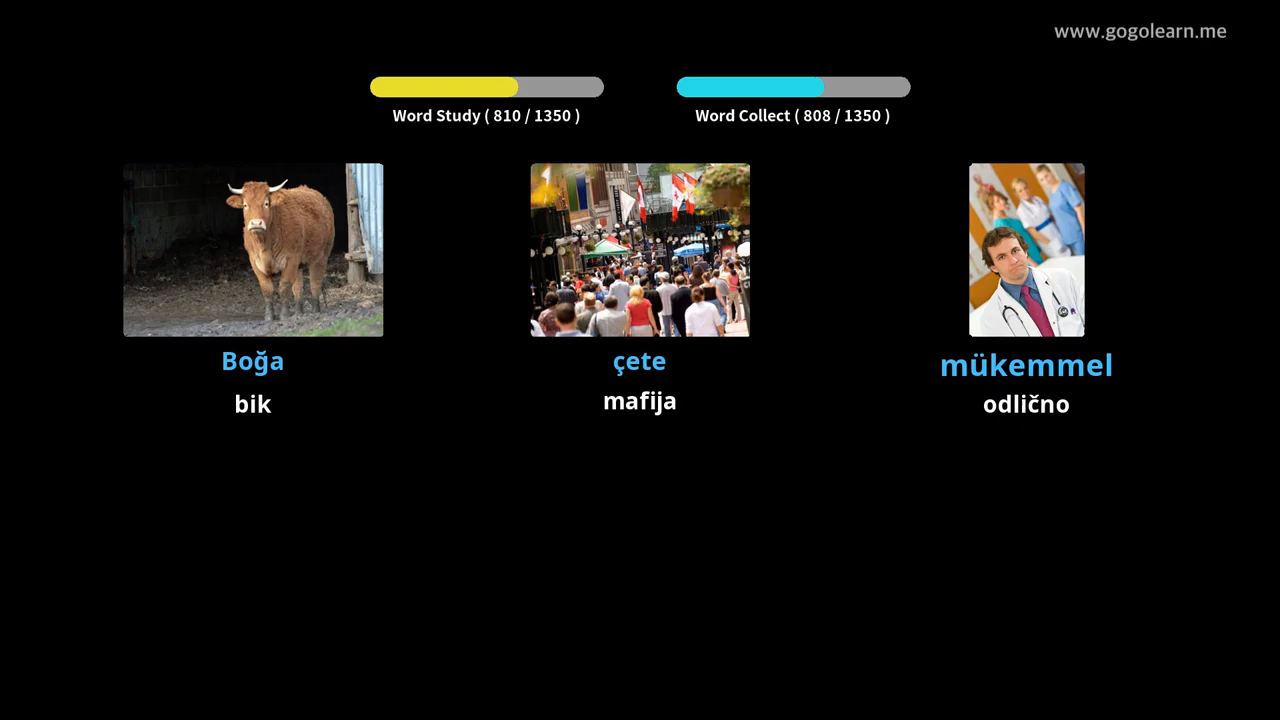 www.gogolearn.me
Word Study ( 810 / 1350 )
Word Collect ( 808 / 1350 )
Boğa
bik
çete
mafija
mükemmel
odlično